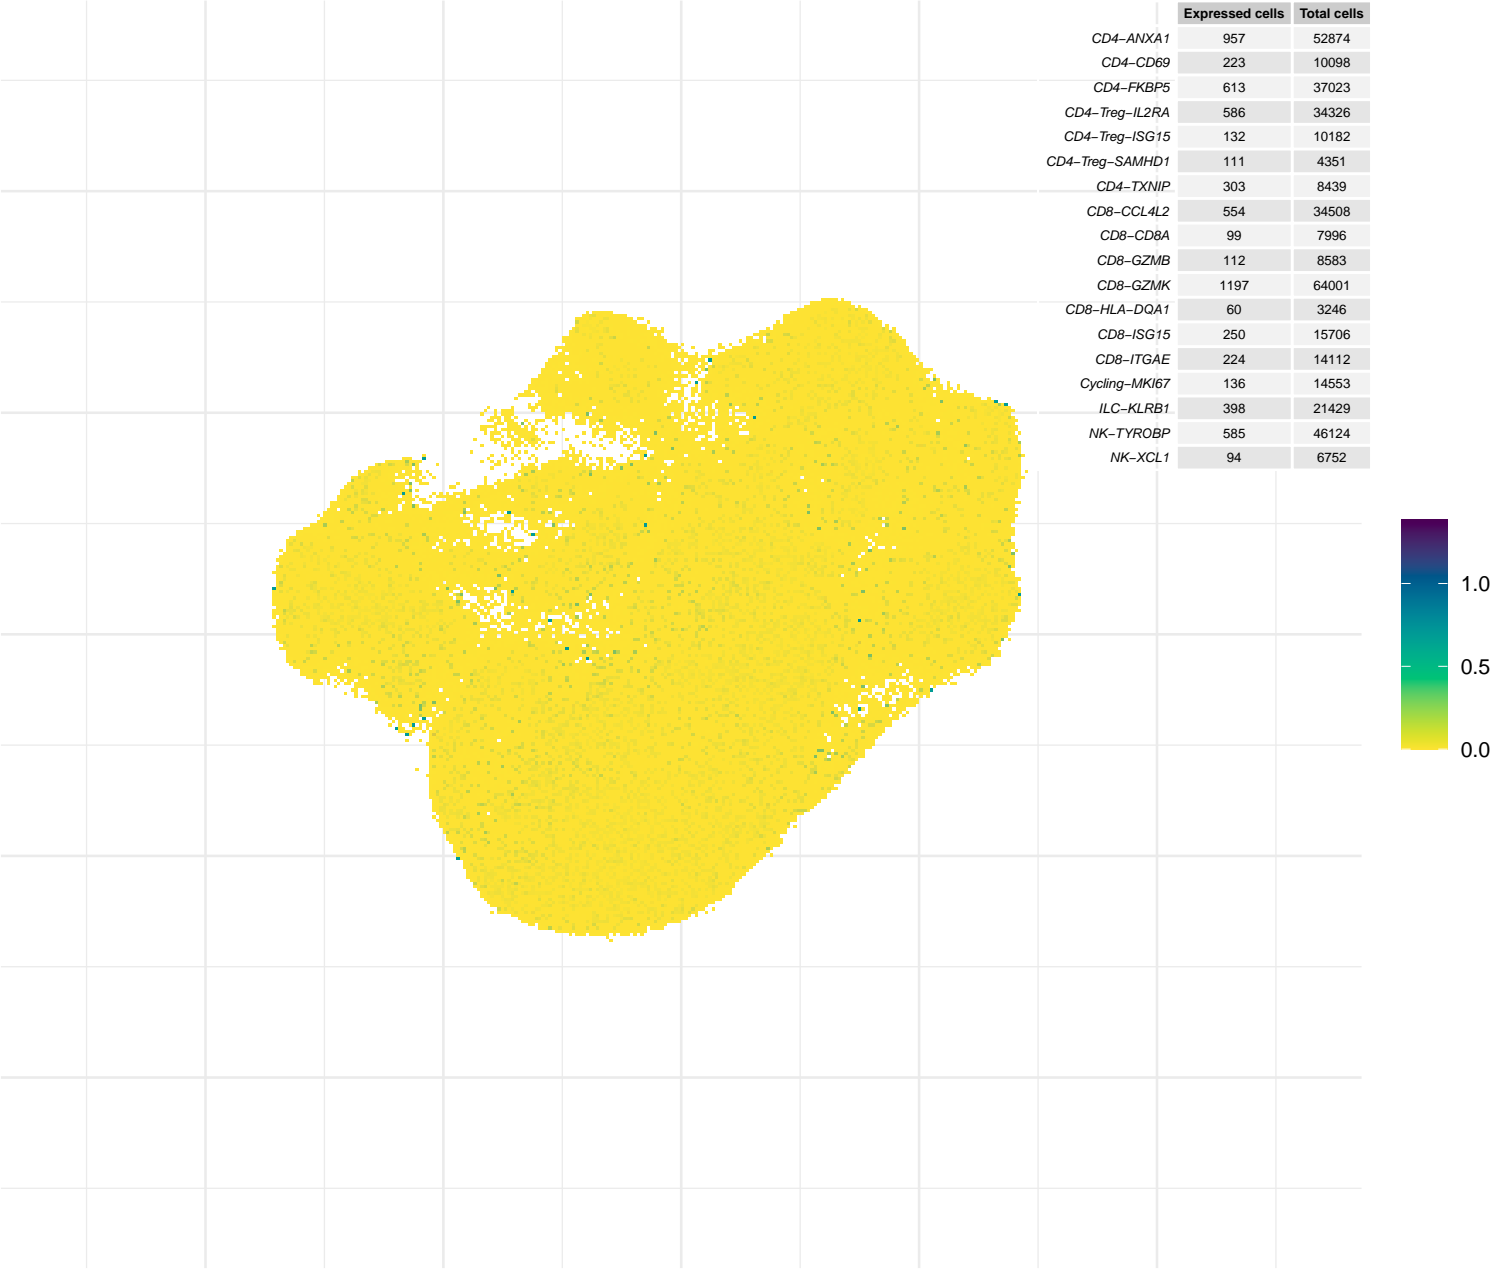 Expressed cells Total cells
CD4−ANXA1 957 52874
CD4−CD69 223 10098
CD4−FKBP5 613 37023
CD4−Treg−IL2RA 586 34326
CD4−Treg−ISG15 132 10182
CD4−Treg−SAMHD1 111 4351
CD4−TXNIP 303 8439
CD8−CCL4L2 554 34508
CD8−CD8A 99 7996
CD8−GZMB 112 8583
CD8−GZMK 1197 64001
CD8−HLA−DQA1 60 3246
CD8−ISG15 250 15706
CD8−ITGAE 224 14112
Cycling−MKI67 136 14553
ILC−KLRB1 398 21429
NK−TYROBP 585 46124
NK−XCL1 94 6752
1.0
0.5
0.0